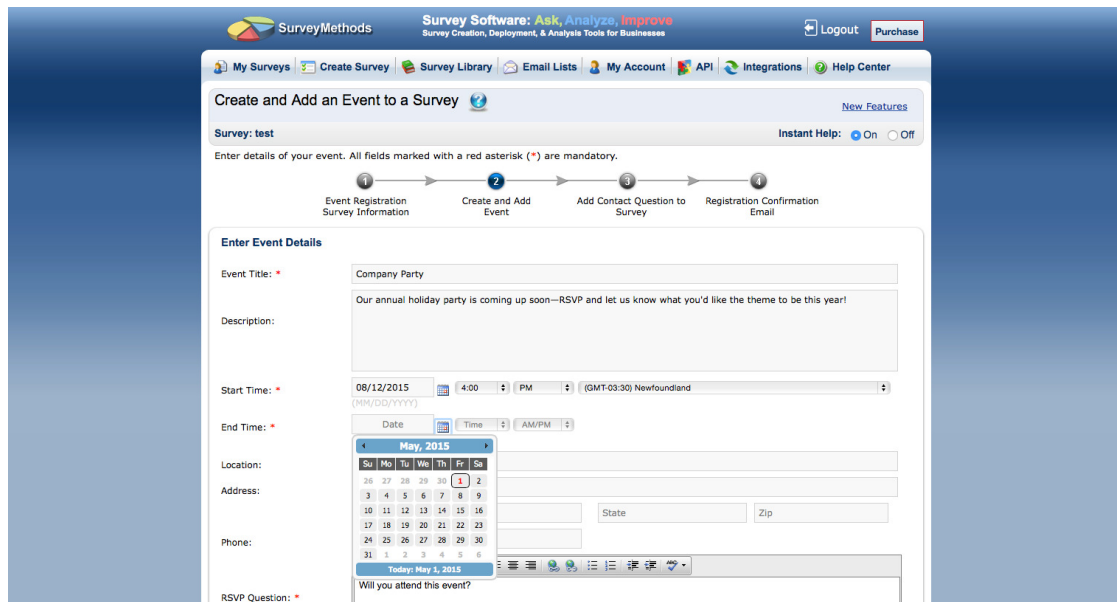 SurveyMethods
Survey Software: Ask, Analyze, Improve
Survey Creation, Deployment, & Analysis Tools for Businesses
Logout
Purchase
My Surveys Create Survey Survey Library Email Lists My Account API Integrations Help Center
Create and Add an Event to a Survey
New Features
Survey: test
Instant Help: On Off
Enter details of your event. All fields marked with a red asterisk (*) are mandatory.
1 2 3 4
Event Registration Create and Add Add Contact Question to Registration Confirmation
Survey Information Event Survey Email
Enter Event Details
Event Title: * Company Party
Our annual holiday party is coming up soon—RSVP and let us know what you'd like the theme to be this year!
Description:
Start Time: * 08/12/2015 4:00 PM (GMT-03:30) Newfoundland
(MM/DD/YYYY)
End Time: * Date Time AM/PM
May, 2015
Location:
Su Mo Tu We Th Fr Sa
26 27 28 29 30 1 2
Address:
3 4 5 6 7 8 9
10 11 12 13 14 15 16
State Zip
17 18 19 20 21 22 23
24 25 26 27 28 29 30
Phone:
31 1 2 3 4 5 6
Today: May 1, 2015
Will you attend this event?
RSVP Question: *